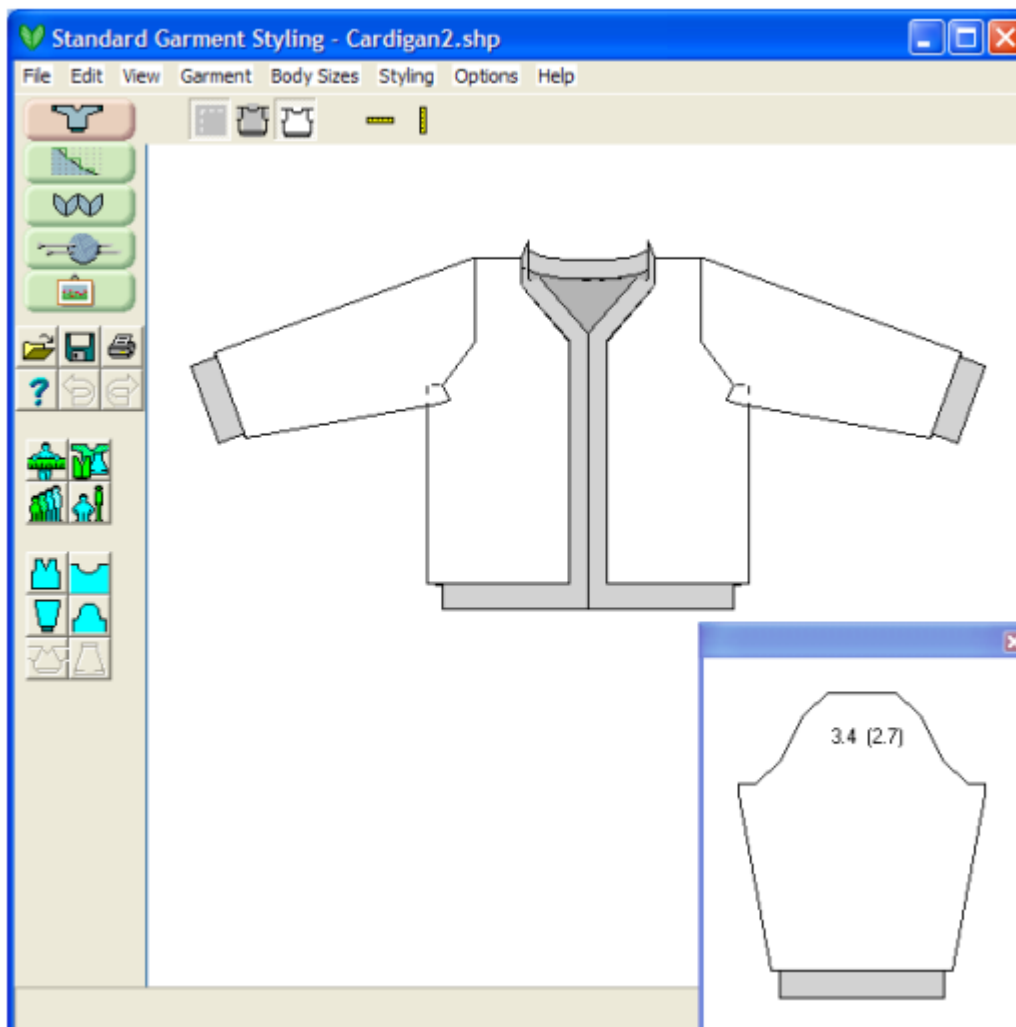 Standard Garment Styling - Cardigan2.shp
File Edit View Garment Body Sizes Styling Options Help
?
3.4 (2.7)